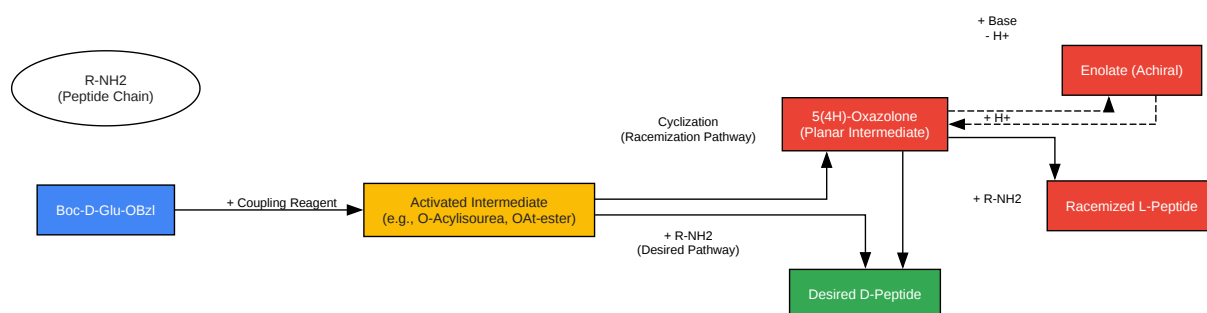 R-NH2
(Peptide Chain)
Boc-D-Glu-OBzl
+ Coupling Reagent
Activated Intermediate
(e.g., O-Acylisourea, OAt-ester)
Cyclization
(Racemization Pathway)
+ R-NH2
(Desired Pathway)
5(4H)-Oxazolone
(Planar Intermediate)
+ Base
- H+
Enolate (Achiral)
+ H+
+ R-NH2
Racemized L-Peptide
Desired D-Peptide